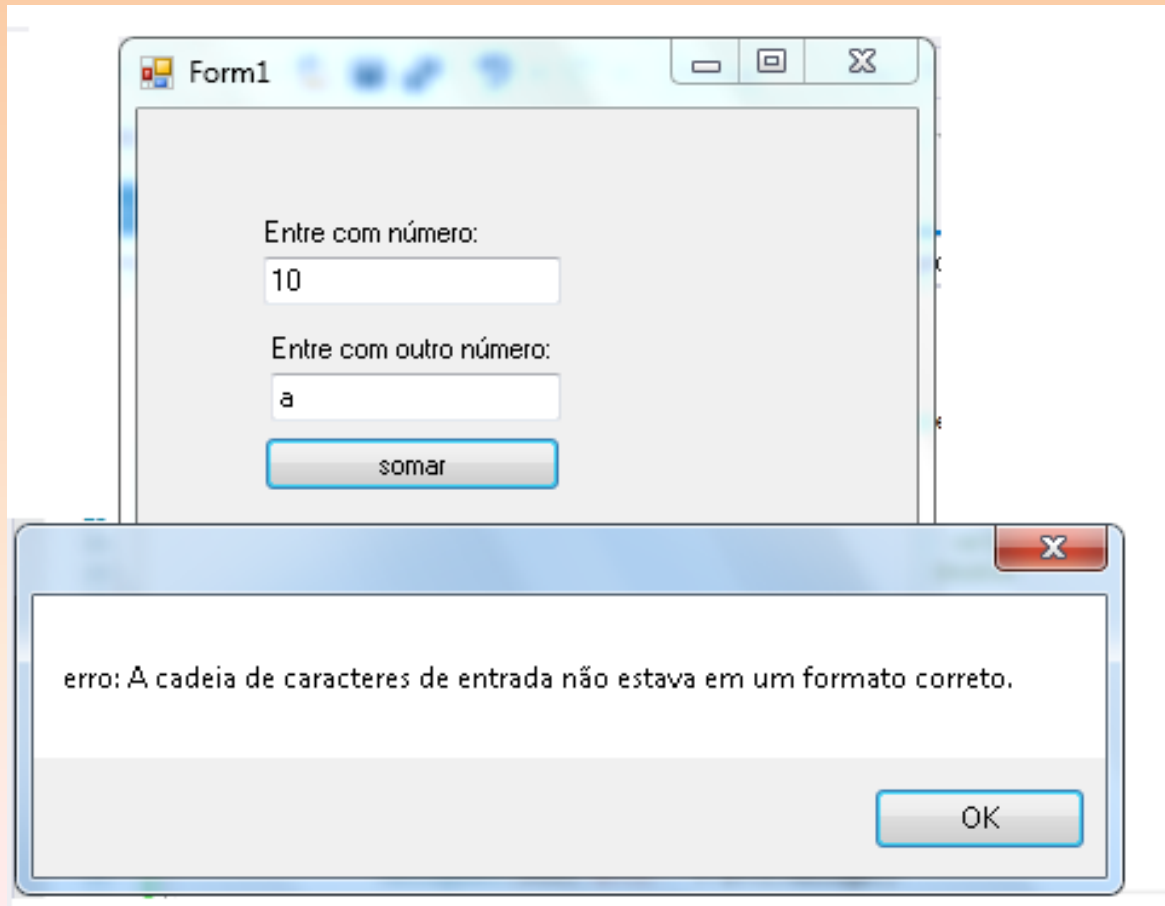 Form1
Entre com número:
10
Entre com outro número:
a
somar
erro: A cadeia de caracteres de entrada não estava em um formato correto.
OK